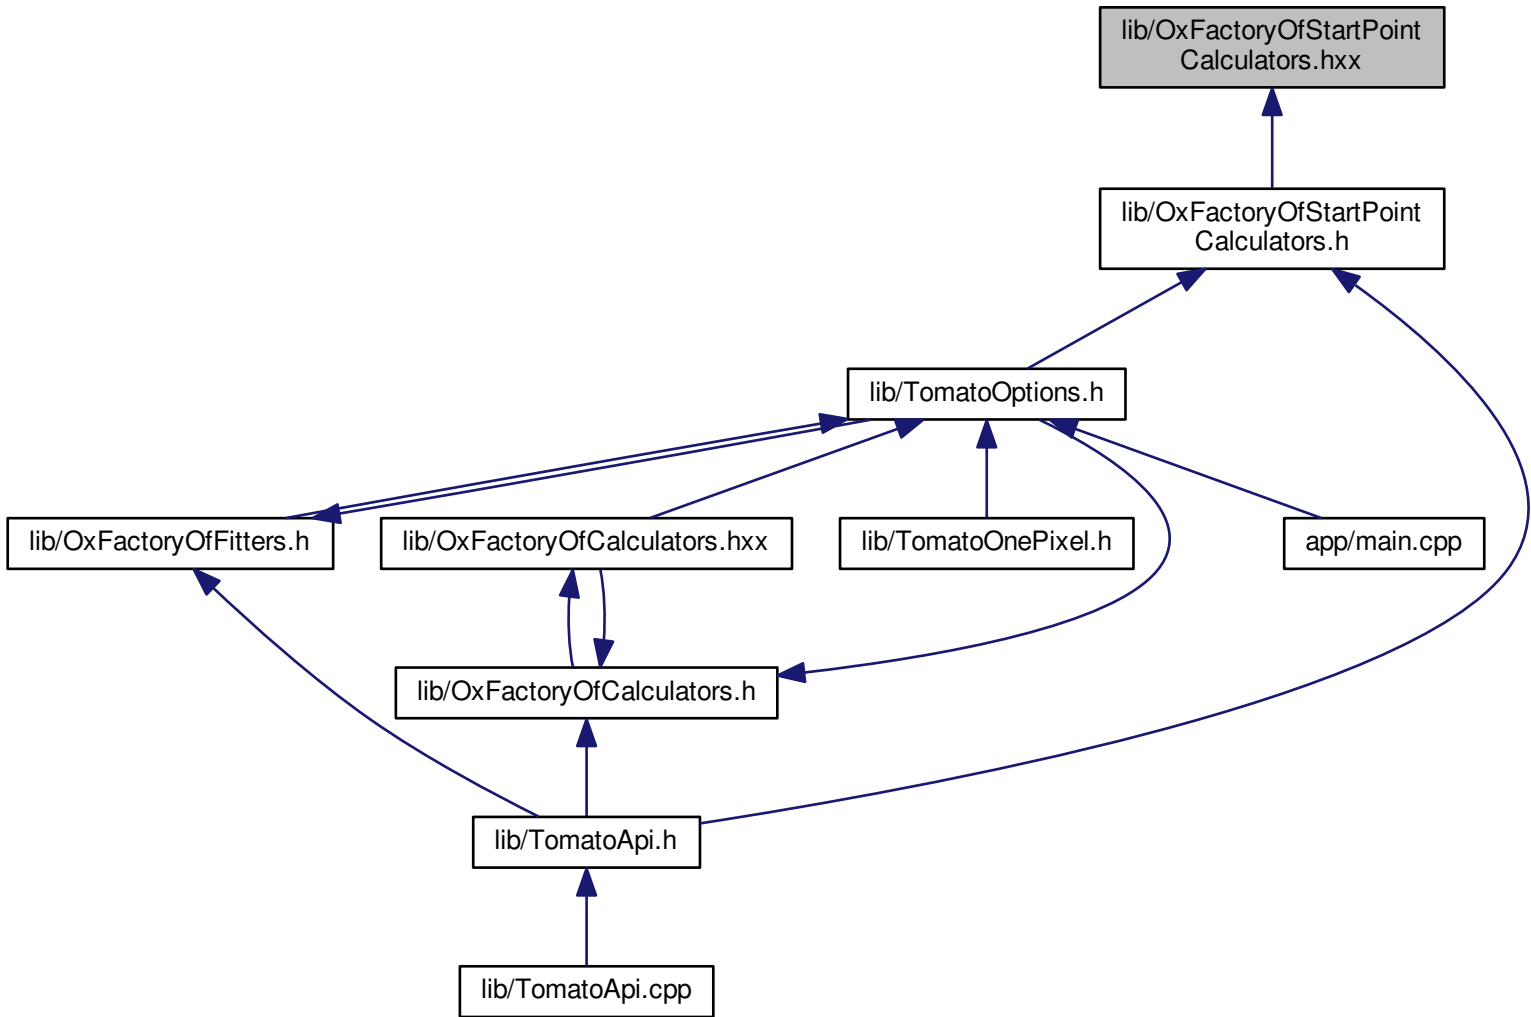 lib/OxFactoryOfStartPoint
Calculators.hxx
lib/OxFactoryOfStartPoint
Calculators.h
lib/TomatoOptions.h
lib/OxFactoryOfFitters.h
lib/OxFactoryOfCalculators.hxx
lib/TomatoOnePixel.h
app/main.cpp
lib/OxFactoryOfCalculators.h
lib/TomatoApi.h
lib/TomatoApi.cpp